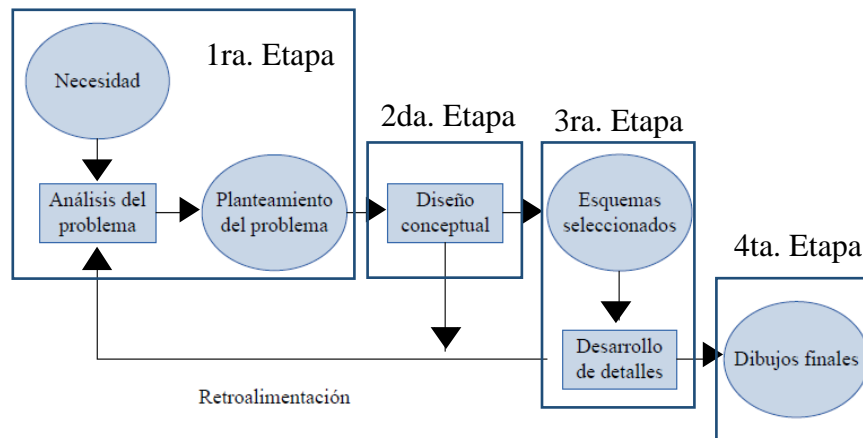 1ra. Etapa
Necesidad
Análisis del
problema
Planteamiento
del problema
2da. Etapa
Diseño
conceptual
3ra. Etapa
Esquemas
seleccionados
Desarrollo
de detalles
4ta. Etapa
Dibujos finales
Retroalimentación